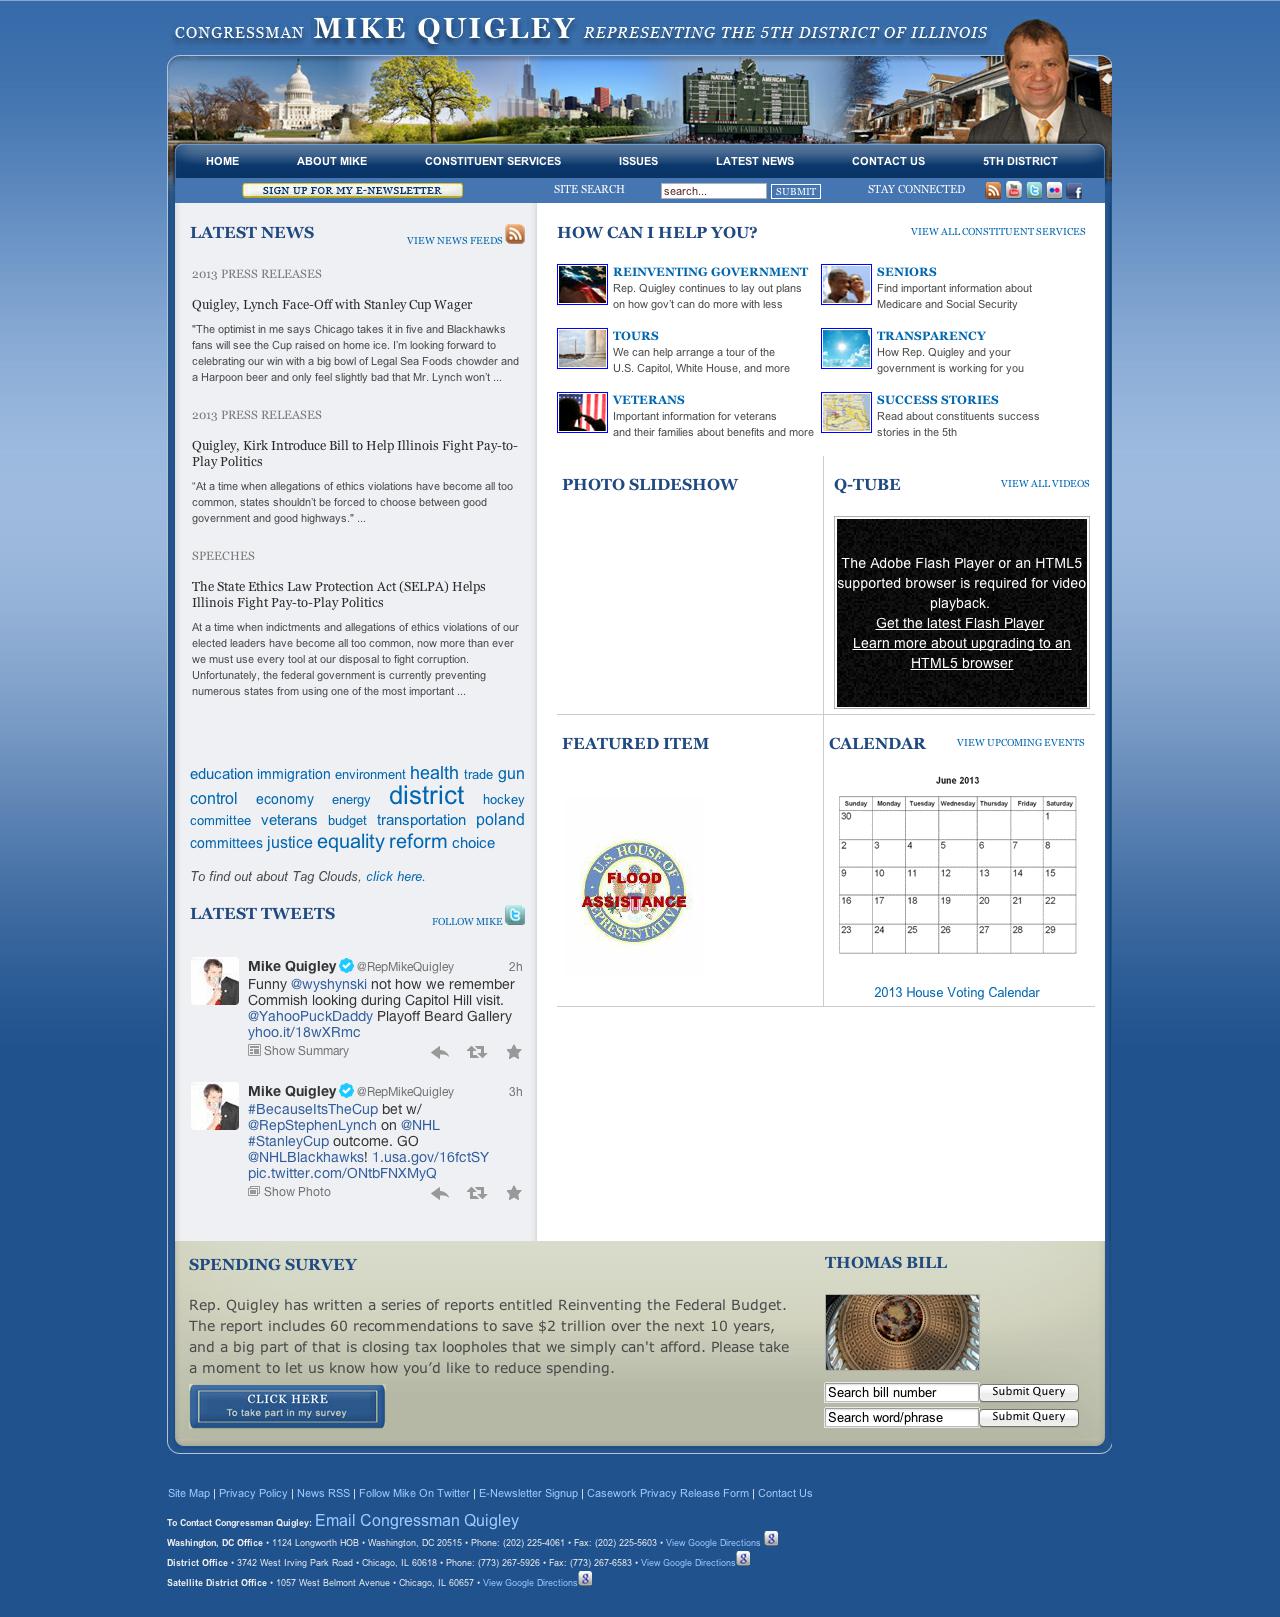 CONGRESSMAN MIKE QUIGLEY REPRESENTING THE 5TH DISTRICT OF ILLINOIS
NATIONAL AMERICAN
HAPPY FATHER'S DAY
HOME ABOUT MIKE CONSTITUENT SERVICES ISSUES LATEST NEWS CONTACT US 5TH DISTRICT
SIGN UP FOR MY E-NEWSLETTER SITE SEARCH search... SUBMIT STAY CONNECTED
LATEST NEWS
VIEW NEWS FEEDS
2013 PRESS RELEASES
Quigley, Lynch Face-Off with Stanley Cup Wager
"The optimist in me says Chicago takes it in five and Blackhawks
fans will see the Cup raised on home ice. I'm looking forward to
celebrating our win with a big bowl of Legal Sea Foods chowder and
a Harpoon beer and only feel slightly bad that Mr. Lynch won't ...
2013 PRESS RELEASES
Quigley, Kirk Introduce Bill to Help Illinois Fight Pay-to-
Play Politics
“At a time when allegations of ethics violations have become all too
common, states shouldn't be forced to choose between good
government and good highways." ...
SPEECHES
The State Ethics Law Protection Act (SELPA) Helps
Illinois Fight Pay-to-Play Politics
At a time when indictments and allegations of ethics violations of our
elected leaders have become all too common, now more than ever
we must use every tool at our disposal to fight corruption.
Unfortunately, the federal government is currently preventing
numerous states from using one of the most important ...
education immigration environment health trade gun
control economy energy district hockey
committee veterans budget transportation poland
committees justice equality reform choice
To find out about Tag Clouds, click here.
LATEST TWEETS
FOLLOW MIKE
Mike Quigley @RepMikeQuigley 2h
Funny @wyshynski not how we remember
Commish looking during Capitol Hill visit.
@YahooPuckDaddy Playoff Beard Gallery
yhoo.it/18wXRmc
Show Summary
Mike Quigley @RepMikeQuigley 3h
#BecauseItsTheCup bet w/
@RepStephenLynch on @NHL
#StanleyCup outcome. GO
@NHLBlackhawks! 1.usa.gov/16fctSY
pic.twitter.com/ONtbFNXMyQ
Show Photo
HOW CAN I HELP YOU?
VIEW ALL CONSTITUENT SERVICES
REINVENTING GOVERNMENT
Rep. Quigley continues to lay out plans
on how gov't can do more with less
SENIORS
Find important information about
Medicare and Social Security
TOURS
We can help arrange a tour of the
U.S. Capitol, White House, and more
TRANSPARENCY
How Rep. Quigley and your
government is working for you
VETERANS
Important information for veterans
and their families about benefits and more
SUCCESS STORIES
Read about constituents success
stories in the 5th
PHOTO SLIDESHOW
Q-TUBE
VIEW ALL VIDEOS
The Adobe Flash Player or an HTML5
supported browser is required for video
playback.
Get the latest Flash Player
Learn more about upgrading to an
HTML5 browser
FEATURED ITEM
U.S. HOUSE OF
REPRESENTATIVES
FLOOD
ASSISTANCE
CALENDAR
VIEW UPCOMING EVENTS
June 2013
Sunday Monday Tuesday Wednesday Thursday Friday Saturday
30 1
2 3 4 5 6 7 8
9 10 11 12 13 14 15
16 17 18 19 20 21 22
23 24 25 26 27 28 29
2013 House Voting Calendar
SPENDING SURVEY
Rep. Quigley has written a series of reports entitled Reinventing the Federal Budget.
The report includes 60 recommendations to save $2 trillion over the next 10 years,
and a big part of that is closing tax loopholes that we simply can't afford. Please take
a moment to let us know how you’d like to reduce spending.
CLICK HERE
To take part in my survey
THOMAS BILL
Search bill number Submit Query
Search word/phrase Submit Query
Site Map | Privacy Policy | News RSS | Follow Mike On Twitter | E-Newsletter Signup | Casework Privacy Release Form | Contact Us
To Contact Congressman Quigley: Email Congressman Quigley
Washington, DC Office • 1124 Longworth HOB • Washington, DC 20515 • Phone: (202) 225-4061 • Fax: (202) 225-5603 • View Google Directions
District Office • 3742 West Irving Park Road • Chicago, IL 60618 • Phone: (773) 267-5926 • Fax: (773) 267-6583 • View Google Directions
Satellite District Office • 1057 West Belmont Avenue • Chicago, IL 60657 • View Google Directions